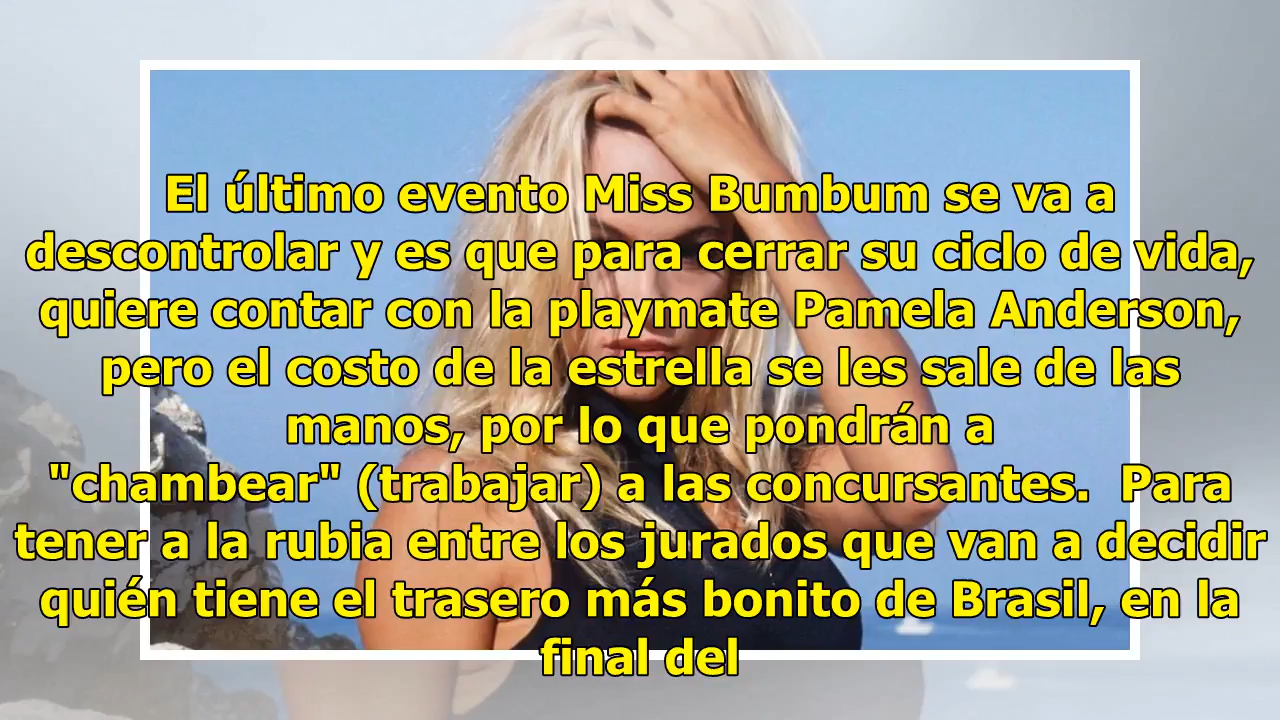 El último evento Miss Bumbum se va a
descontrolar y es que para cerrar su ciclo de vida,
quiere contar con la playmate Pamela Anderson,
pero el costo de la estrella se les sale de las
manos, por lo que pondrán a
"chambear" (trabajar) a las concursantes.  Para
tener a la rubia entre los jurados que van a decidir
quién tiene el trasero más bonito de Brasil, en la
final del